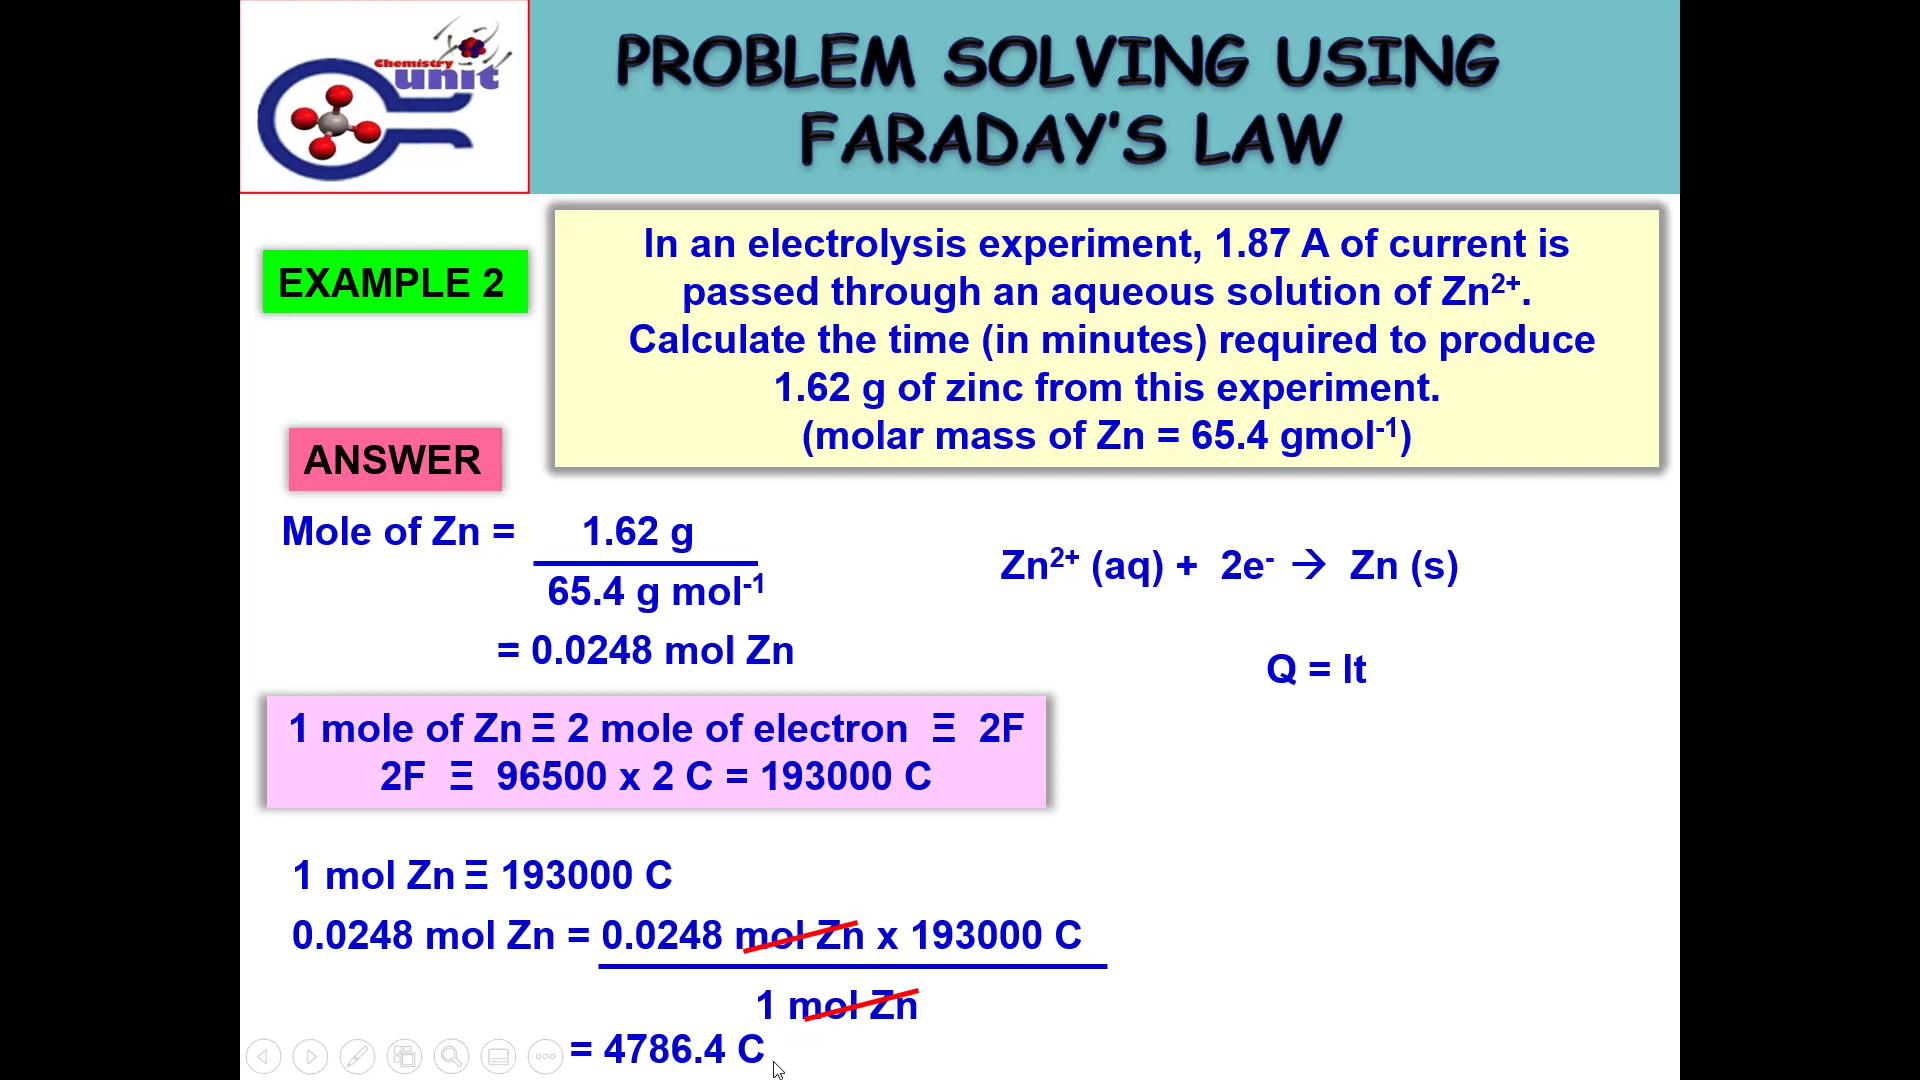 Chemistry
unit
PROBLEM SOLVING USING
FARADAY'S LAW
EXAMPLE 2
In an electrolysis experiment, 1.87 A of current is
passed through an aqueous solution of Zn²⁺.
Calculate the time (in minutes) required to produce
1.62 g of zinc from this experiment.
(molar mass of Zn = 65.4 gmol⁻¹)
ANSWER
Mole of Zn = 1.62 g
65.4 g mol⁻¹
= 0.0248 mol Zn
Zn²⁺ (aq) + 2e⁻ → Zn (s)
Q = It
1 mole of Zn Ξ 2 mole of electron Ξ 2F
2F Ξ 96500 x 2 C = 193000 C
1 mol Zn Ξ 193000 C
0.0248 mol Zn = 0.0248 mol Zn x 193000 C
1 mol Zn
= 4786.4 C